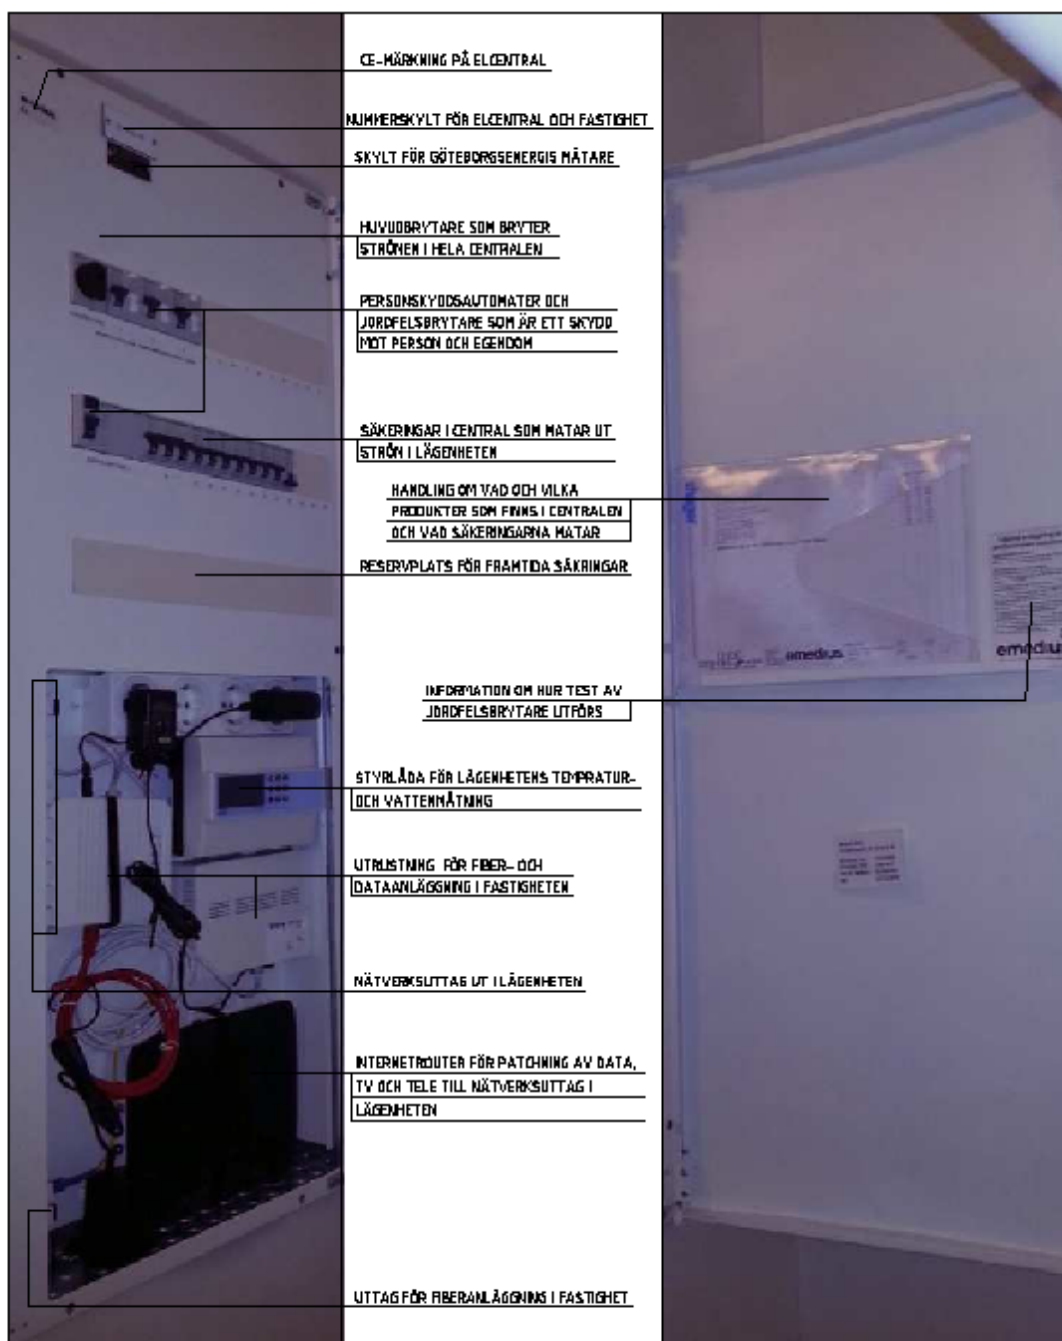 CE-MÄRKNING PÅ ELCENTRAL
NUMMERSKYLT FÖR ELCENTRAL OCH FASTIGHET
SKYLT FÖR GÖTEBORGSENERGIS MÄTARE
HUVUDBRYTARE SOM BRYTER
STRÖMEN I HELA CENTRALEN
PERSONSKYDDSAUTOMATER OCH
JORDFELSBRYTARE SOM ÄR ETT SKYDD
MOT PERSON OCH EGENDOM
SÄKERINGAR I CENTRAL SOM MATAR UT
STRÖM I LÄGENHETEN
HANDLING OM VAD OCH VILKA
PRODUKTER SOM FINNS I CENTRALEN
OCH VAD SÄKERINGARNA MATAR
RESERVPLATS FÖR FRAMTIDA SÄKRINGAR
emedius
emedius
INFORMATION OM HUR TEST AV
JORDFELSBRYTARE UTFÖRS
STYRLÅDA FÖR LÄGENHETENS TEMPRATUR-
OCH VATTENMÄTNING
UTRUSTNING FÖR FIBER- OCH
DATAANLÄGGNING I FASTIGHETEN
NÄTVERKSUTTAG UT I LÄGENHETEN
INTERNETROUTER FÖR PATCHNING AV DATA,
TV OCH TELE TILL NÄTVERKSUTTAG I
LÄGENHETEN
UTTAG FÖR FIBERANLÄGGNING I FASTIGHET